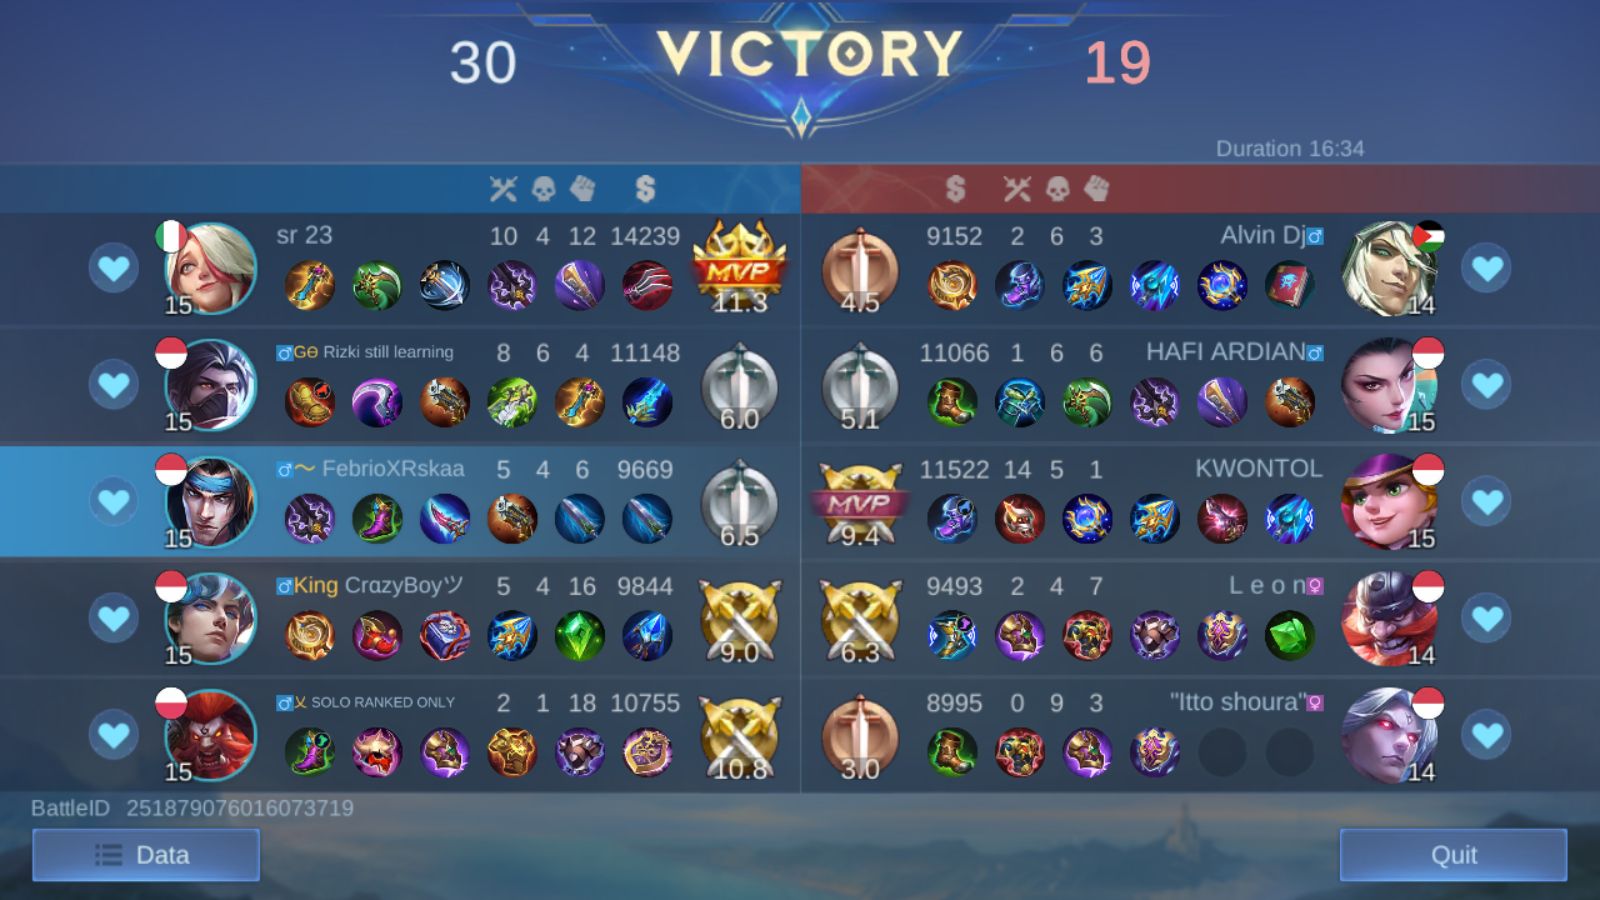 30 VICTORY 19
Duration 16:34
sr 23 10 4 12 14239 MVP 11.3 15
4.5 9152 2 6 3 Alvin Dj 14
GΘ Rizki still learning 8 6 4 11148 6.0 15
5.1 11066 1 6 6 HAFI ARDIAN 15
〜 FebrioXRskaa 5 4 6 9669 6.5 15
MVP 9.4 11522 14 5 1 KWONTOL 15
King CrαzyBoyツ 5 4 16 9844 9.0 15
6.3 9493 2 4 7 L e o n 14
乂 SOLO RANKED ONLY 2 1 18 10755 10.8 15
3.0 8995 0 9 3 "Itto shoura" 14
BattleID 251879076016073719
Data
Quit